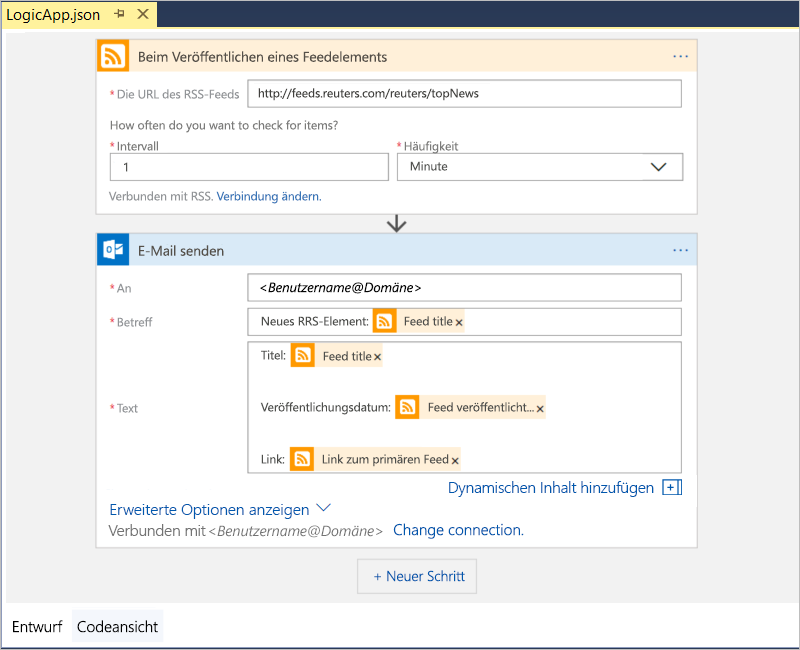 LogicApp.json
Beim Veröffentlichen eines Feedelements ...
* Die URL des RSS-Feeds http://feeds.reuters.com/reuters/topNews
How often do you want to check for items?
* Intervall * Häufigkeit
1 Minute
Verbunden mit RSS. Verbindung ändern.
E-Mail senden ...
* An <Benutzername@Domäne>
* Betreff Neues RRS-Element: Feed title x
Titel: Feed title x
* Text Veröffentlichungsdatum: Feed veröffentlicht... x
Link: Link zum primären Feed x
Dynamischen Inhalt hinzufügen
Erweiterte Optionen anzeigen
Verbunden mit <Benutzername@Domäne> Change connection.
+ Neuer Schritt
Entwurf Codeansicht